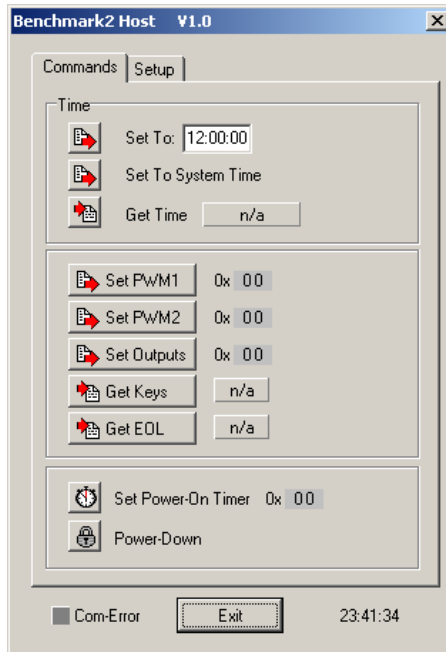 Benchmark2 Host V1.0
Commands Setup
Time
Set To: 12:00:00
Set To System Time
Get Time n/a
Set PWM1 0x 00
Set PWM2 0x 00
Set Outputs 0x 00
Get Keys n/a
Get EOL n/a
Set Power-On Timer 0x 00
Power-Down
Com-Error Exit 23:41:34